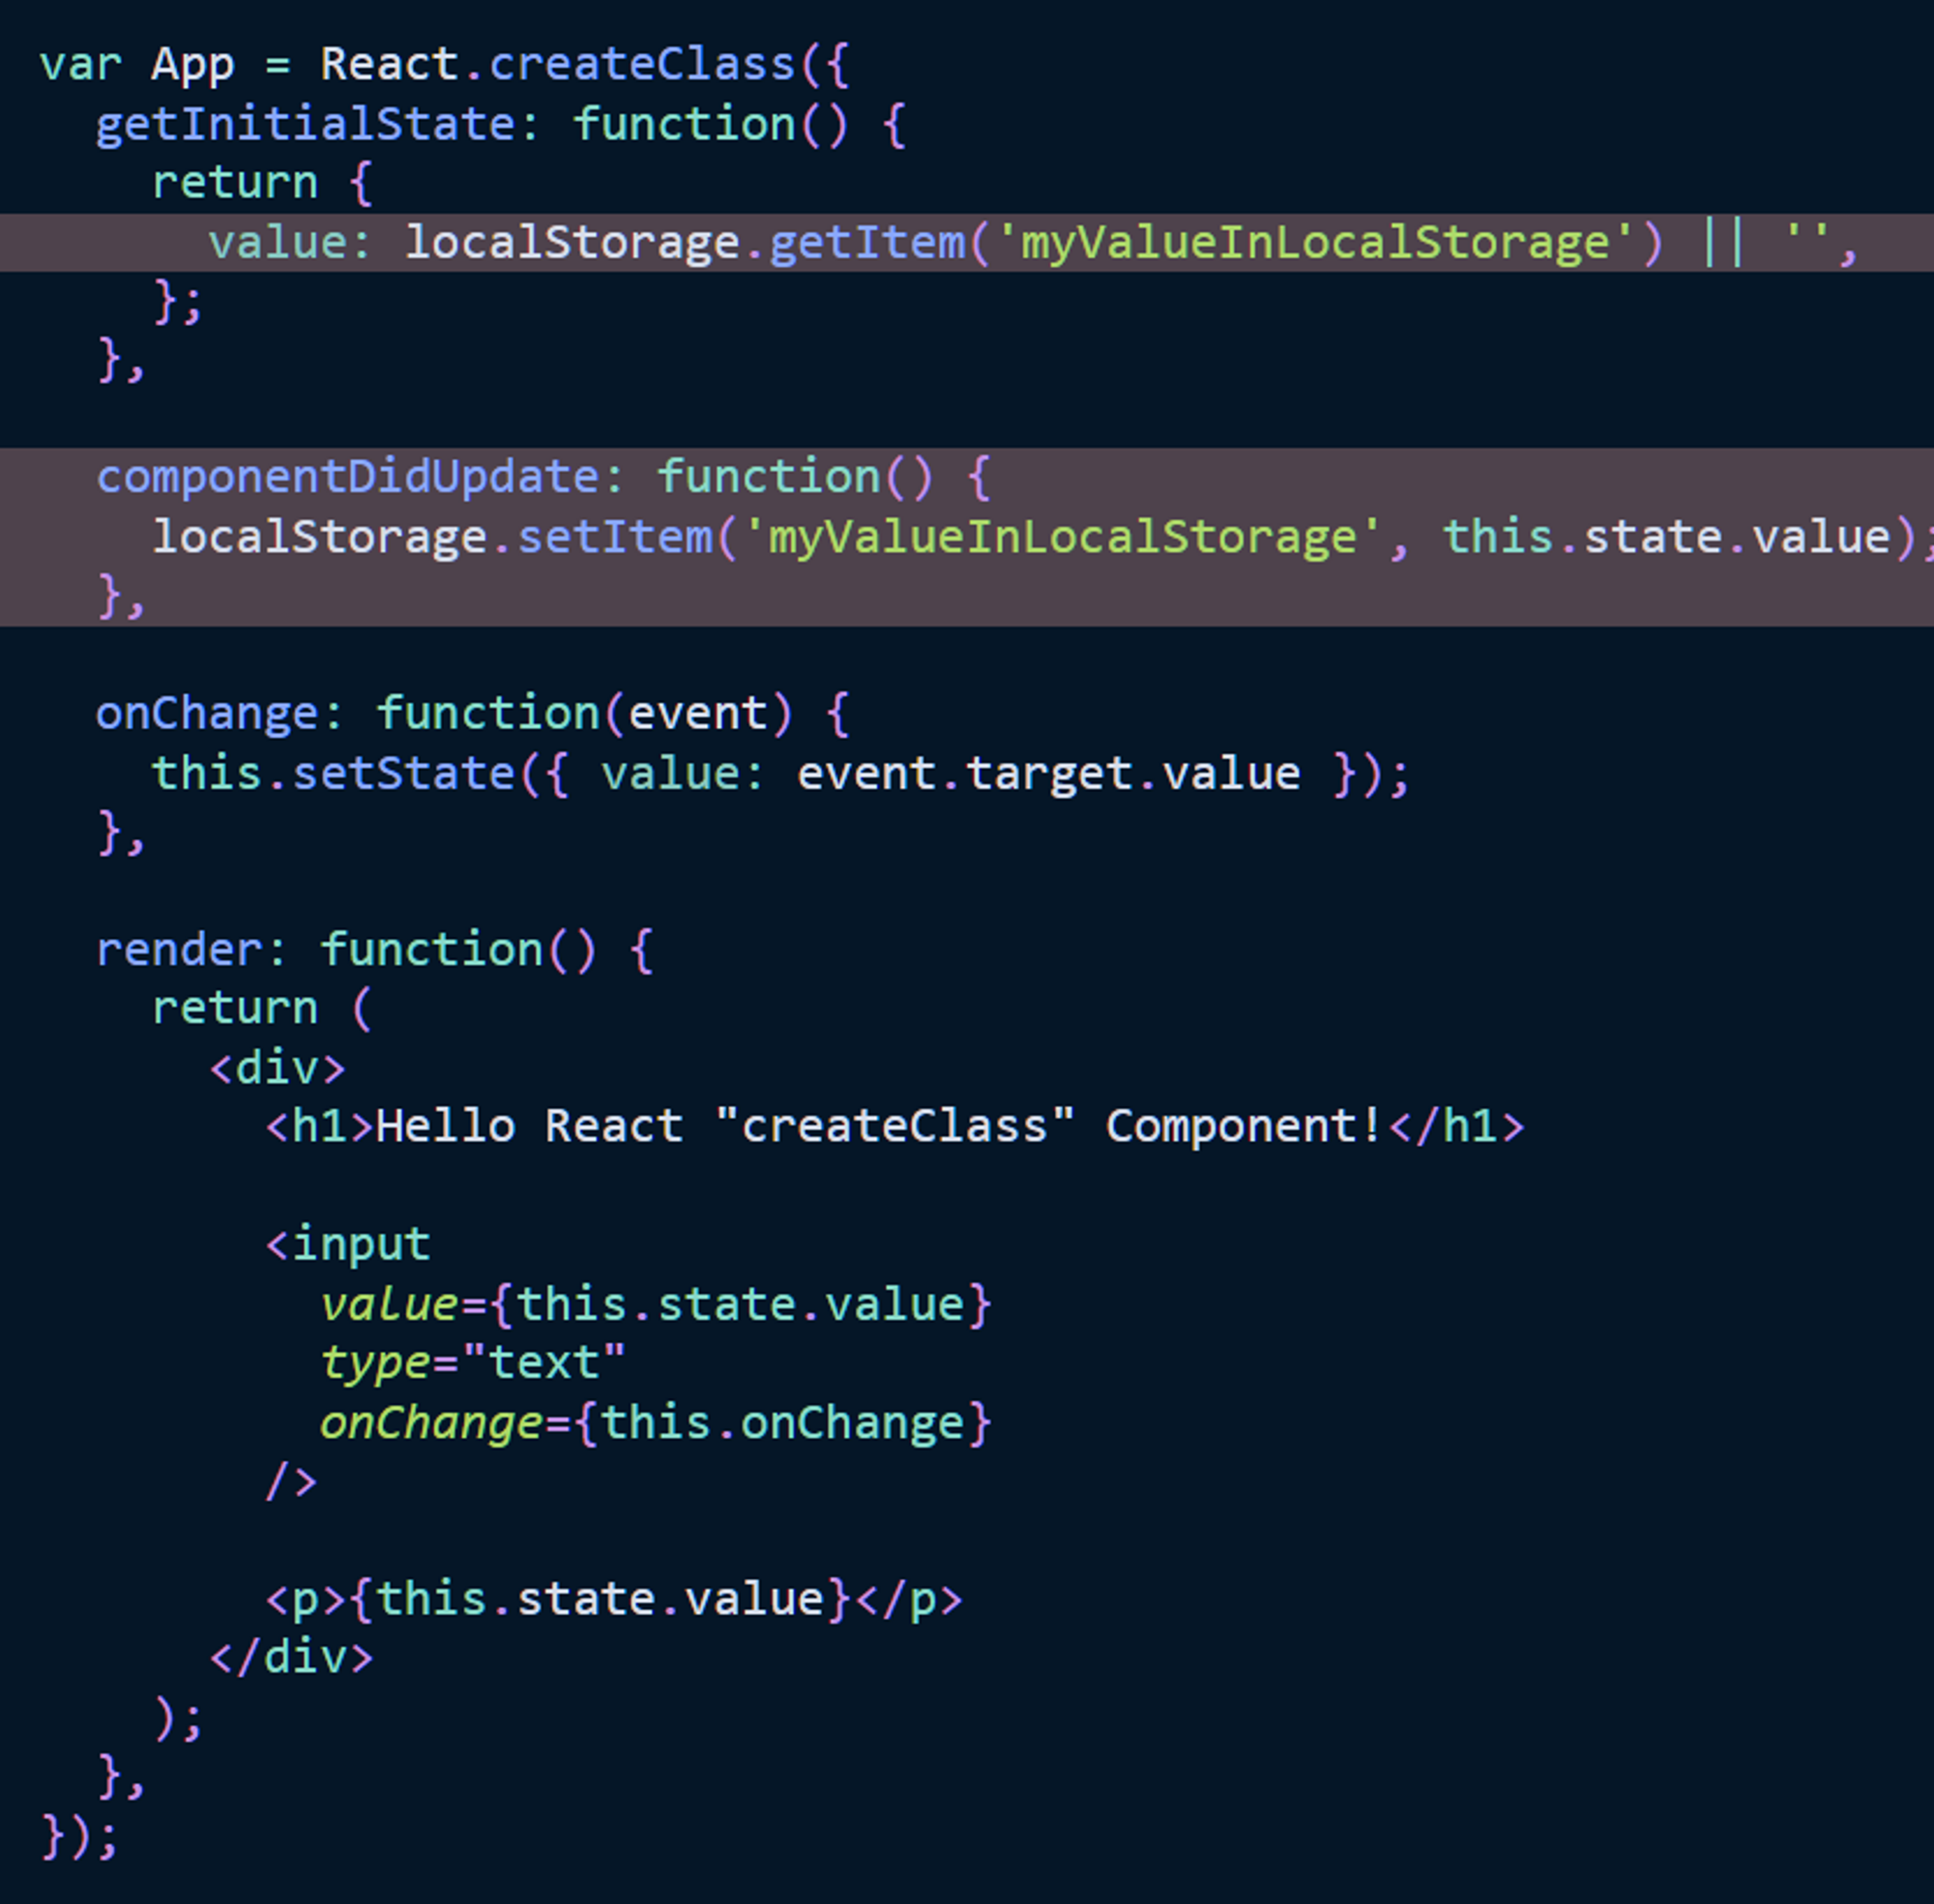 var App = React.createClass({
  getInitialState: function() {
    return {
      value: localStorage.getItem('myValueInLocalStorage') || '',
    };
  },

  componentDidUpdate: function() {
    localStorage.setItem('myValueInLocalStorage', this.state.value);
  },

  onChange: function(event) {
    this.setState({ value: event.target.value });
  },

  render: function() {
    return (
      <div>
        <h1>Hello React "createClass" Component!</h1>

        <input
          value={this.state.value}
          type="text"
          onChange={this.onChange}
        />

        <p>{this.state.value}</p>
      </div>
    );
  },
});